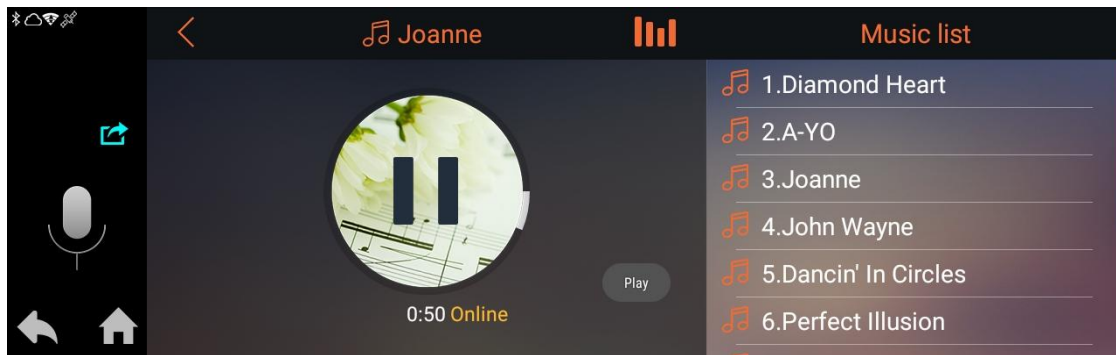 Joanne
Music list
1.Diamond Heart
2.A-YO
3.Joanne
4.John Wayne
5.Dancin' In Circles
6.Perfect Illusion
Play
0:50 Online